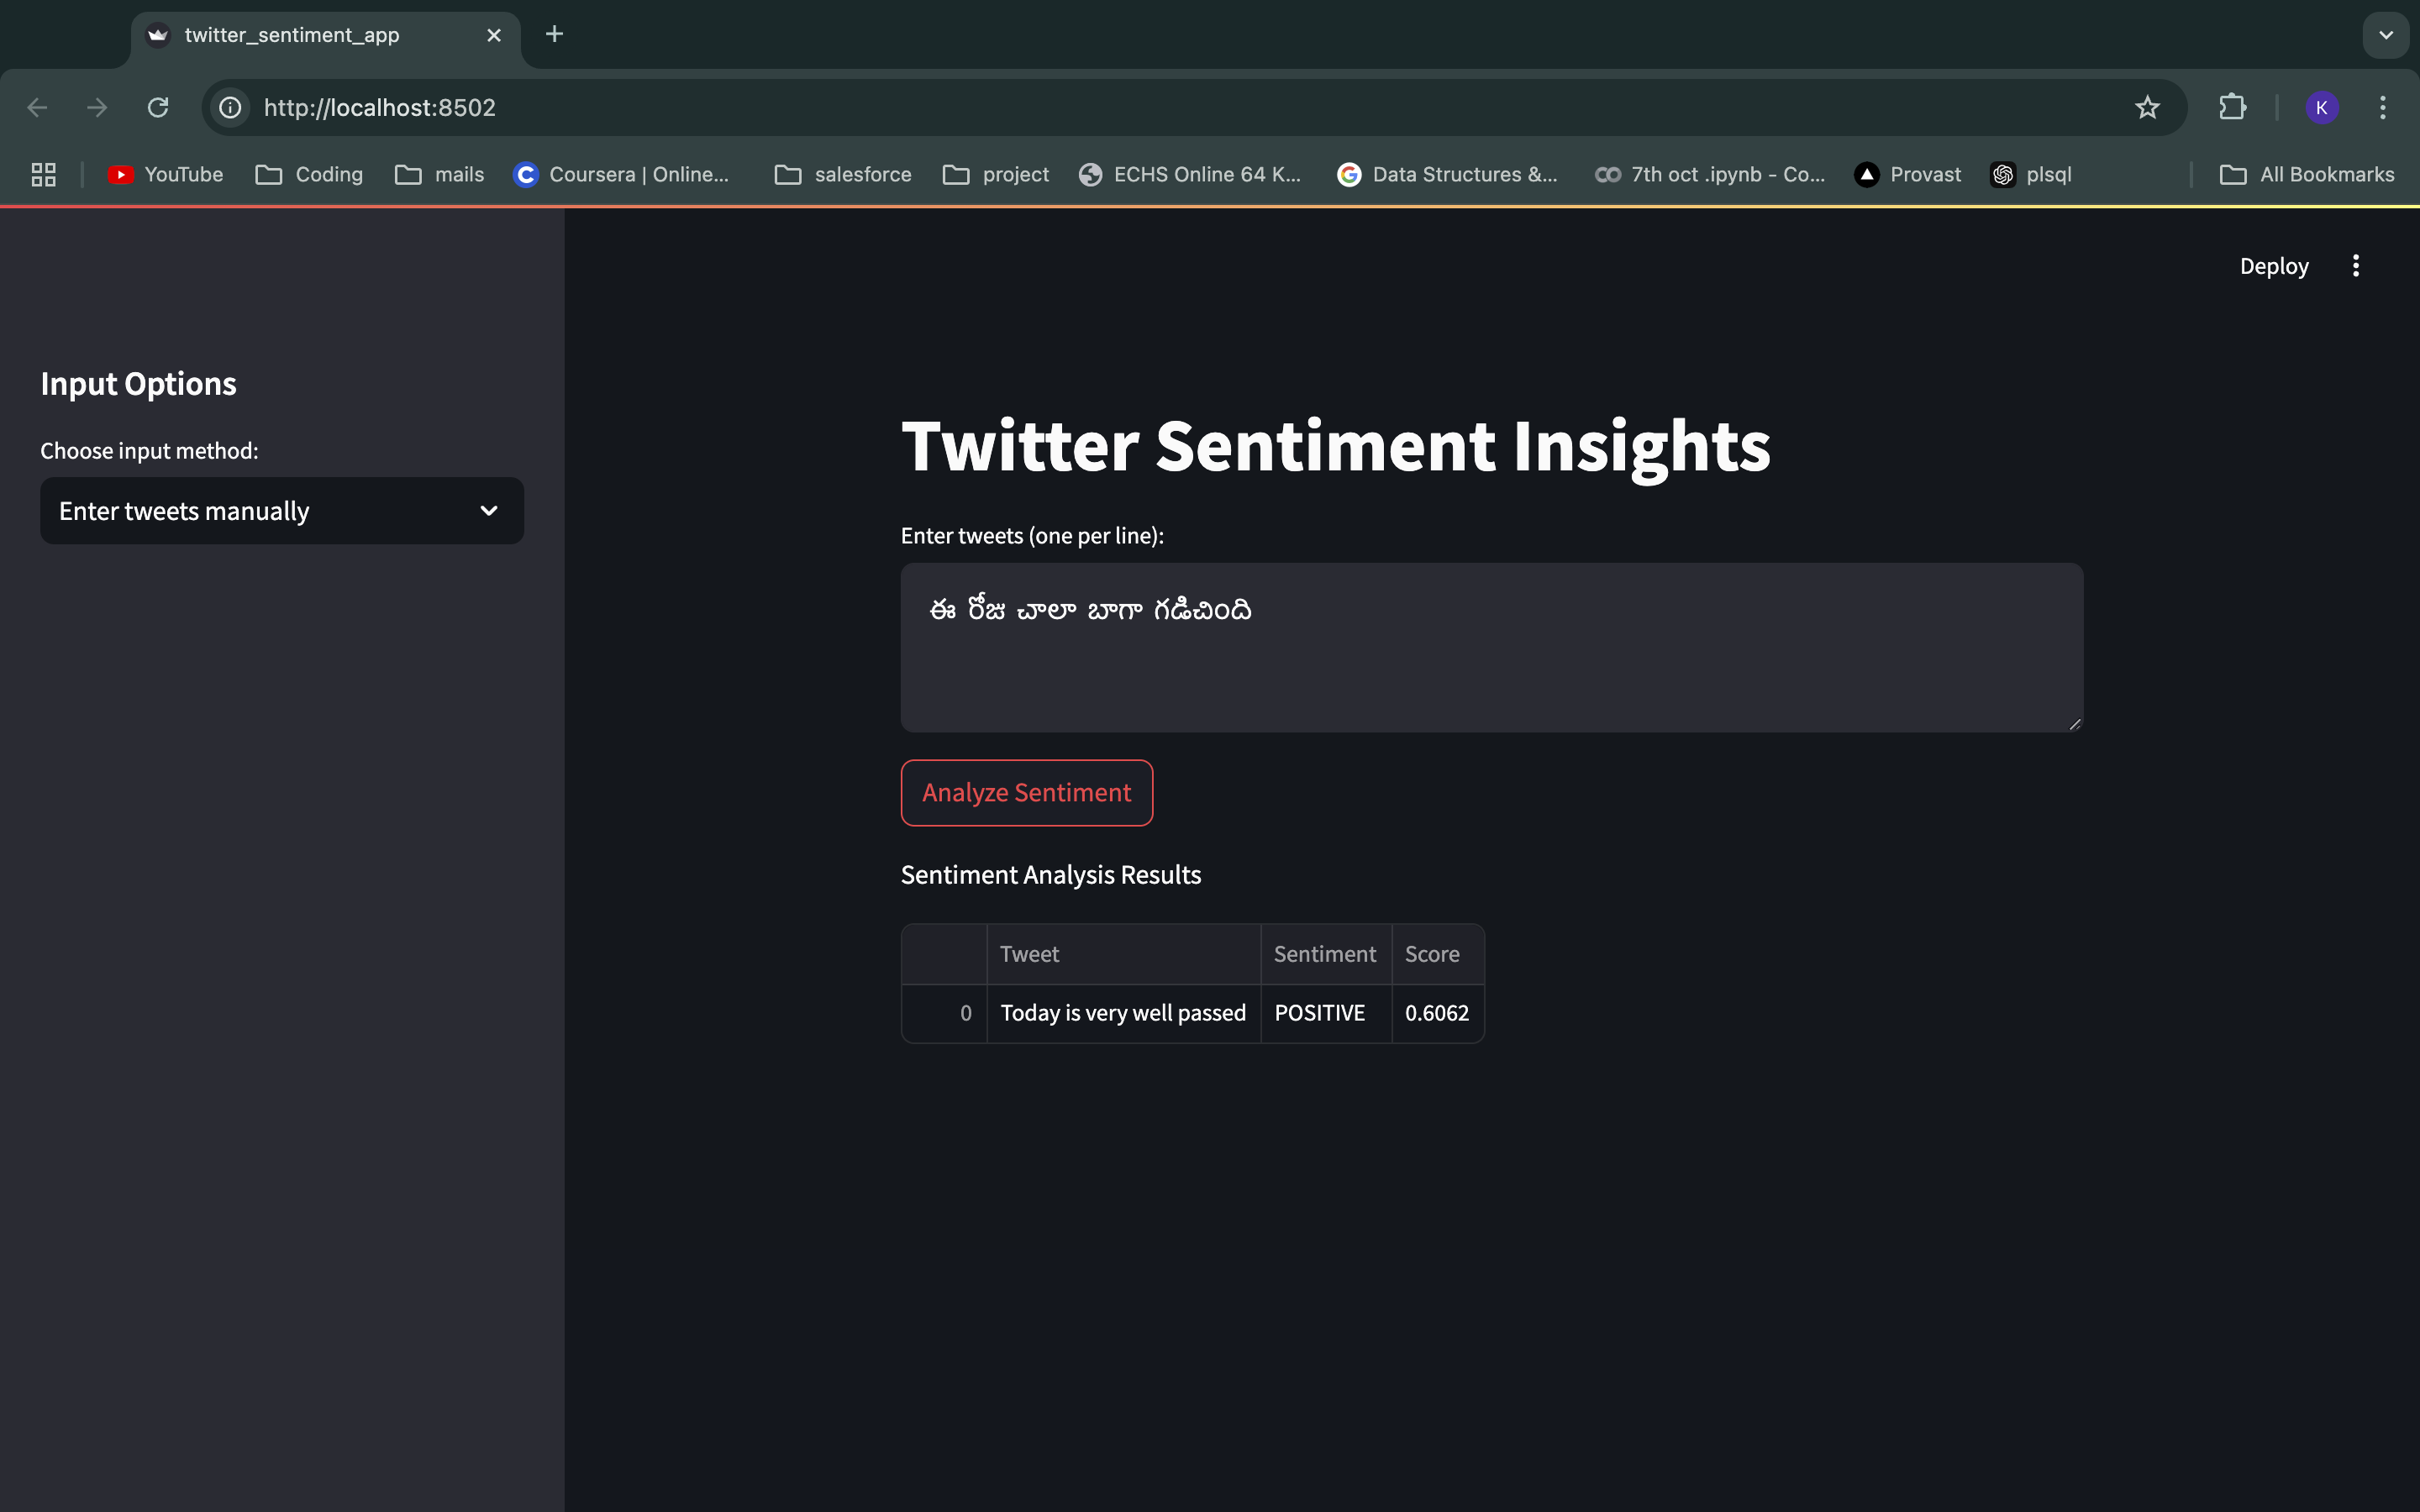 twitter_sentiment_app
http://localhost:8502
K
YouTube
Coding
mails
Coursera | Online...
salesforce
project
ECHS Online 64 K...
Data Structures &...
7th oct .ipynb - Co...
Provast
plsql
All Bookmarks
Deploy
Input Options
Choose input method:
Enter tweets manually
Twitter Sentiment Insights
Enter tweets (one per line):
ఈ రోజు చాలా బాగా గడిచింది
Analyze Sentiment
Sentiment Analysis Results
Tweet Sentiment Score
0 Today is very well passed POSITIVE 0.6062